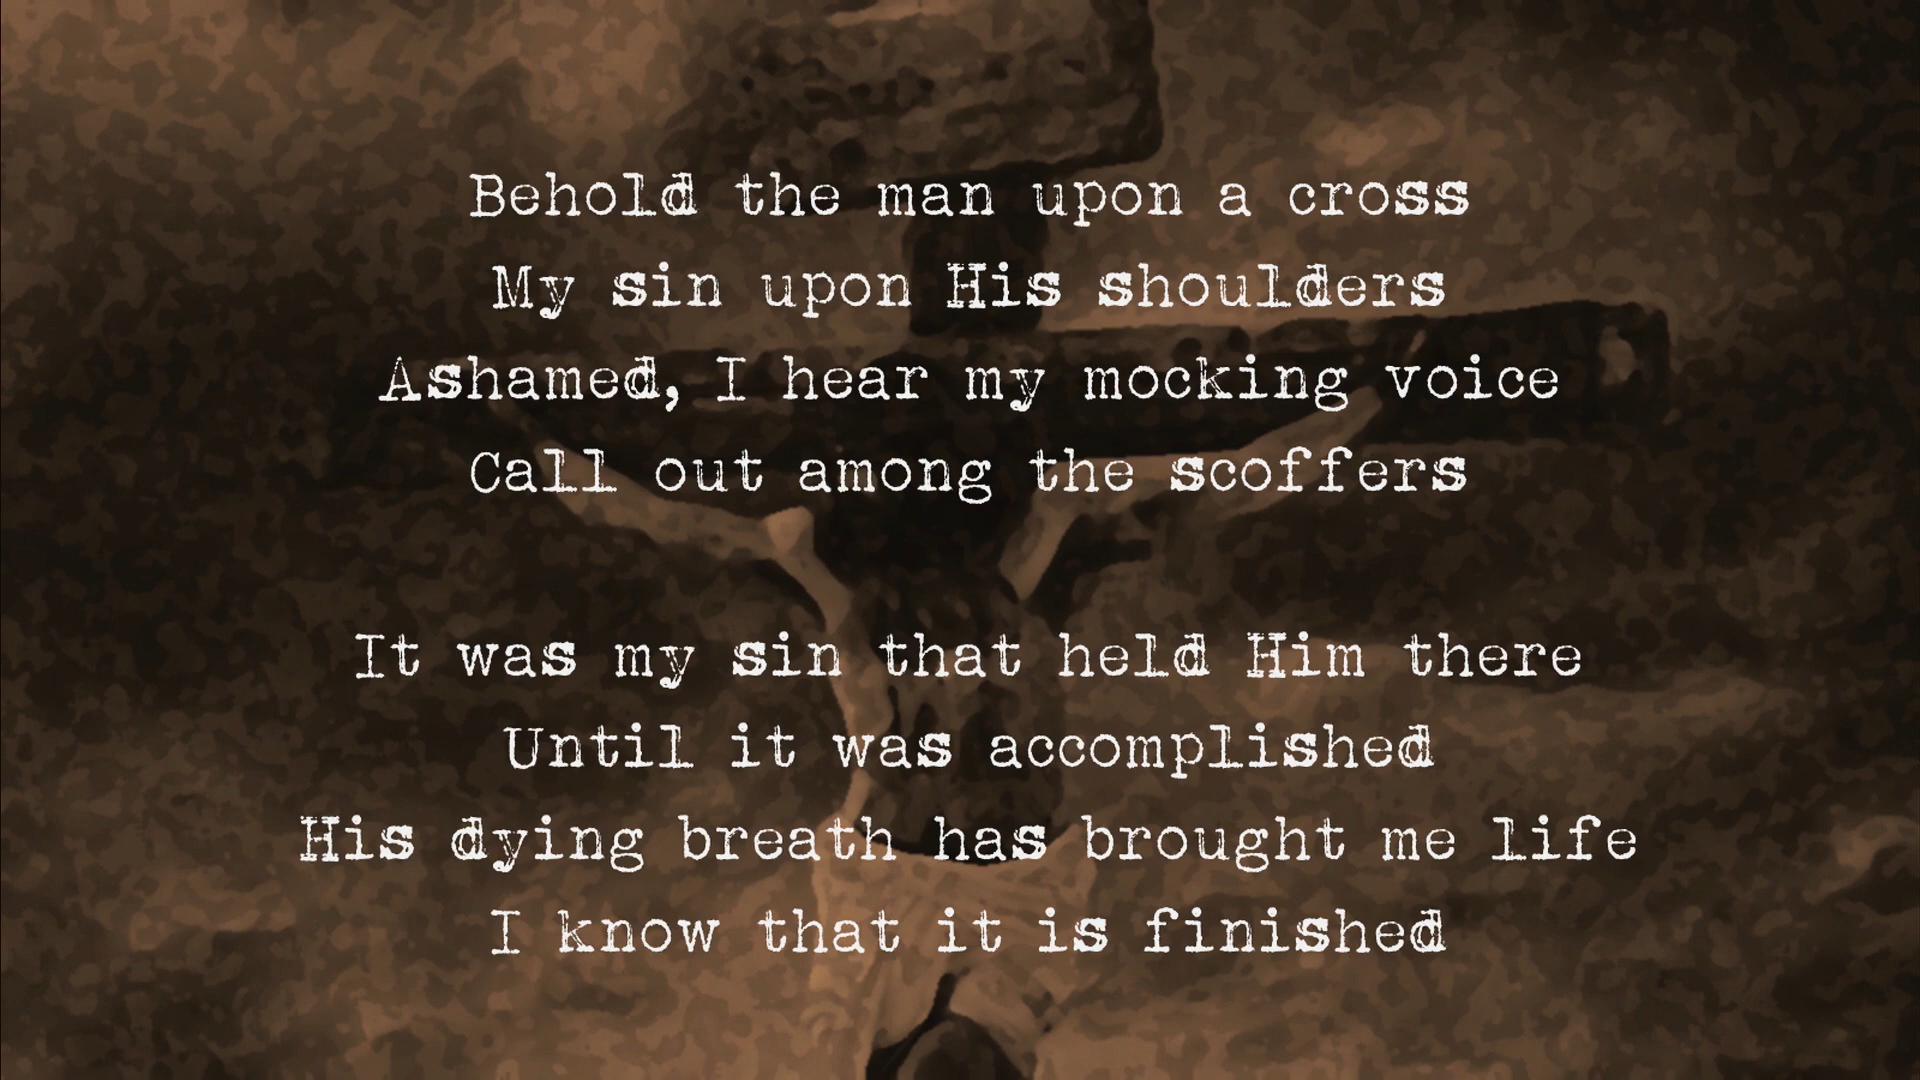 Behold the man upon a cross
My sin upon His shoulders
Ashamed, I hear my mocking voice
Call out among the scoffers
It was my sin that held Him there
Until it was accomplished
His dying breath has brought me life
I know that it is finished